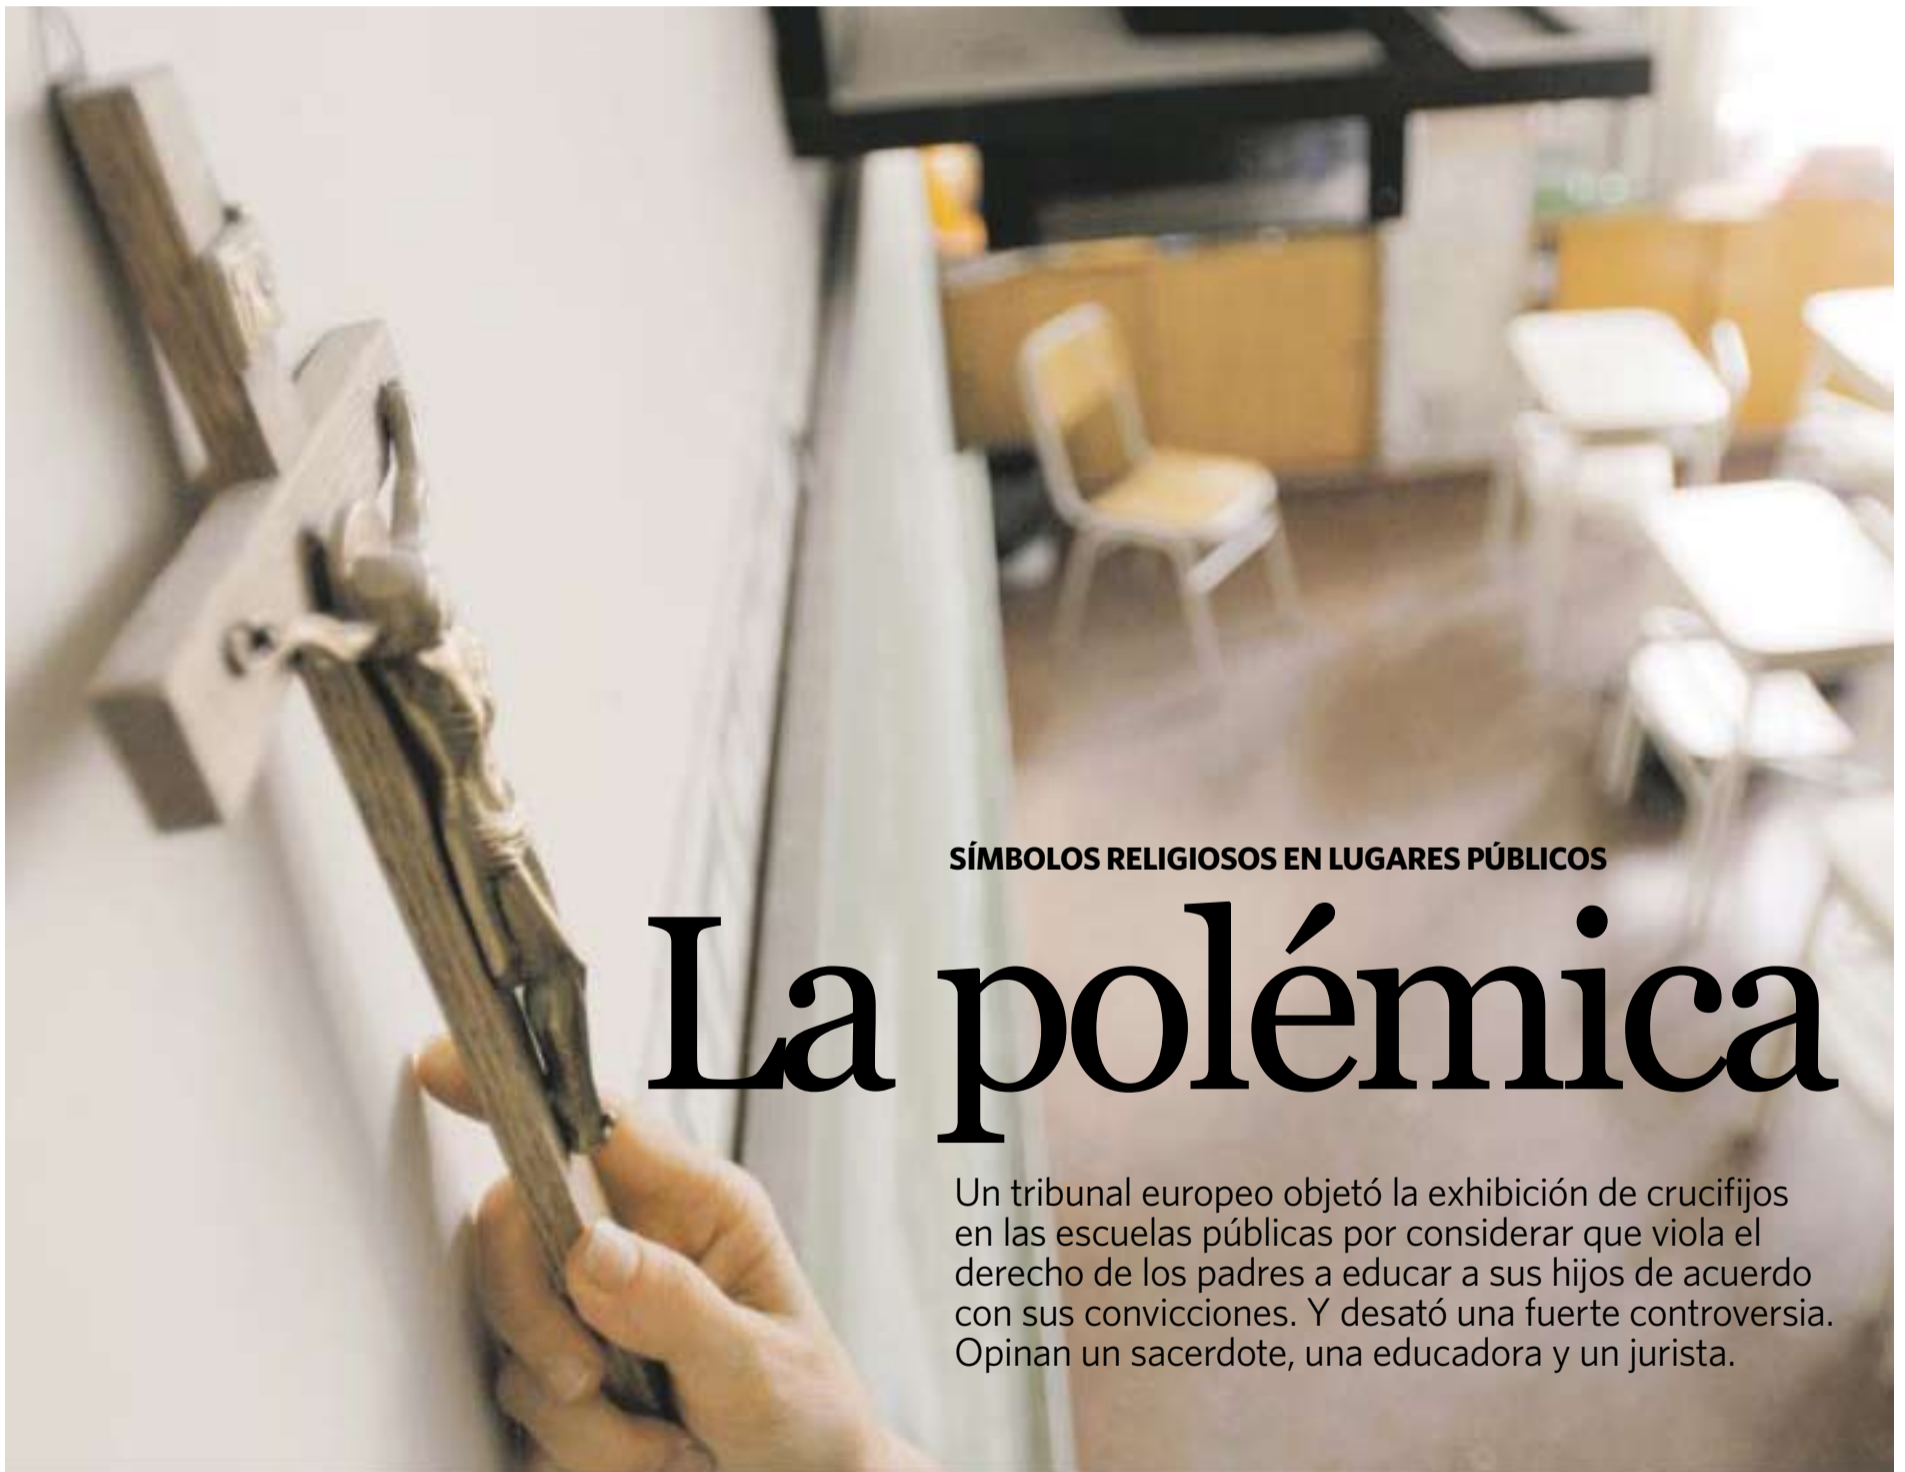 SÍMBOLOS RELIGIOSOS EN LUGARES PÚBLICOS
La polémica
Un tribunal europeo objetó la exhibición de crucifijos
en las escuelas públicas por considerar que viola el
derecho de los padres a educar a sus hijos de acuerdo
con sus convicciones. Y desató una fuerte controversia.
Opinan un sacerdote, una educadora y un jurista.